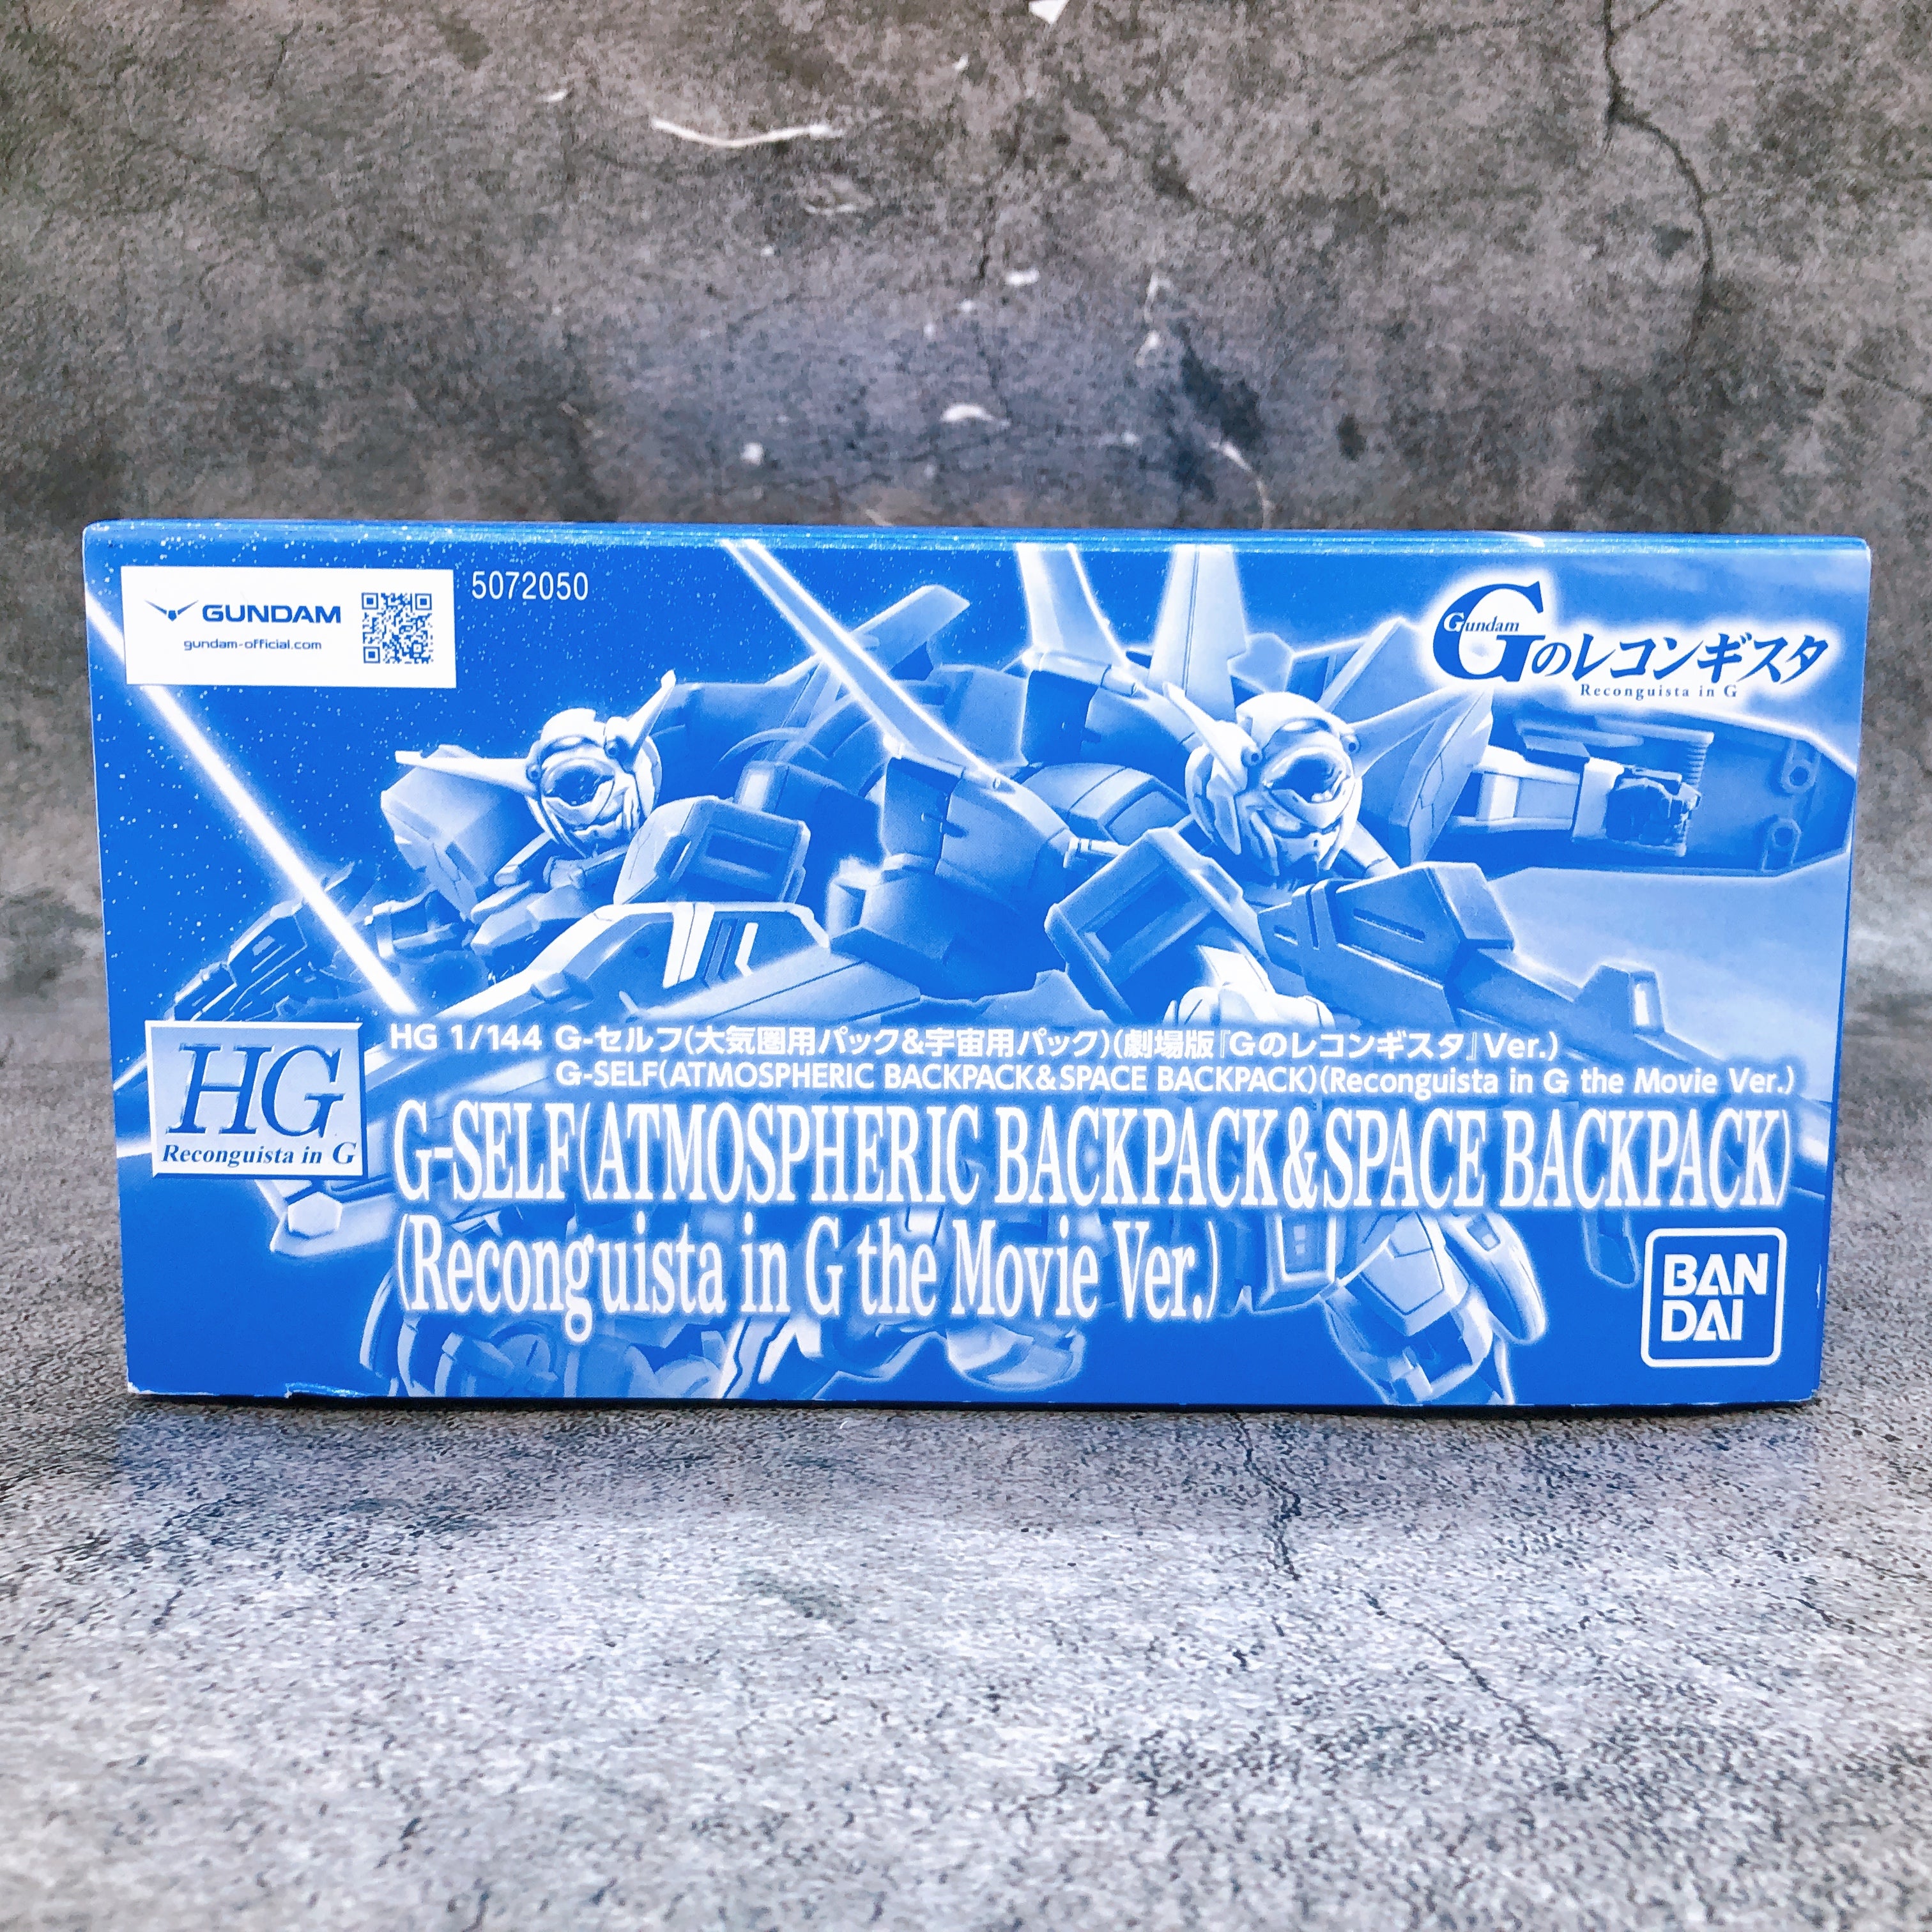 GUNDAM
gundam-official.com
5072050
Gundam
Gのレコンギスタ
Reconguista in G
HG
Reconguista in G
HG 1/144 G-セルフ(大気圏用パック&宇宙用パック)(劇場版『Gのレコンギスタ』Ver.)
G-SELF(ATMOSPHERIC BACKPACK&SPACE BACKPACK)(Reconguista in G the Movie Ver.)
G-SELF(ATMOSPHERIC BACKPACK&SPACE BACKPACK)
(Reconguista in G the Movie Ver.)
BAN
DAI